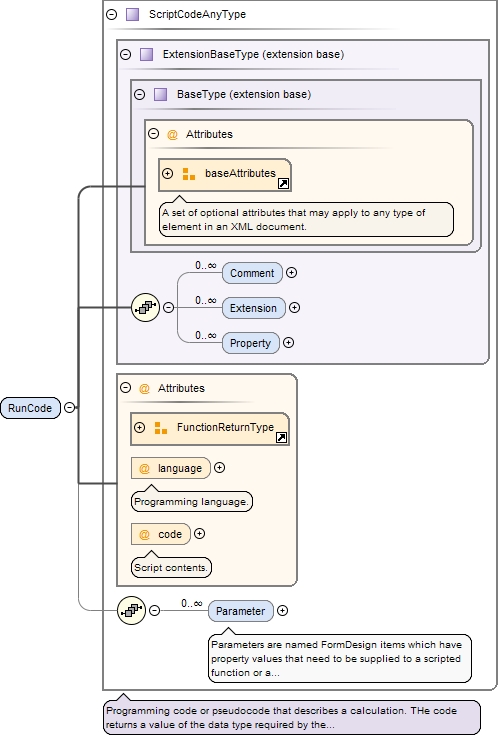 ScriptCodeAnyType
ExtensionBaseType (extension base)
BaseType (extension base)
@ Attributes
baseAttributes
A set of optional attributes that may apply to any type of
element in an XML document.
0..∞
Comment
0..∞
Extension
0..∞
Property
RunCode
@ Attributes
FunctionReturnType
@ language
Programming language.
@ code
Script contents.
0..∞
Parameter
Parameters are named FormDesign items which have
property values that need to be supplied to a scripted
function or a...
Programming code or pseudocode that describes a calculation. THe code
returns a value of the data type required by the...